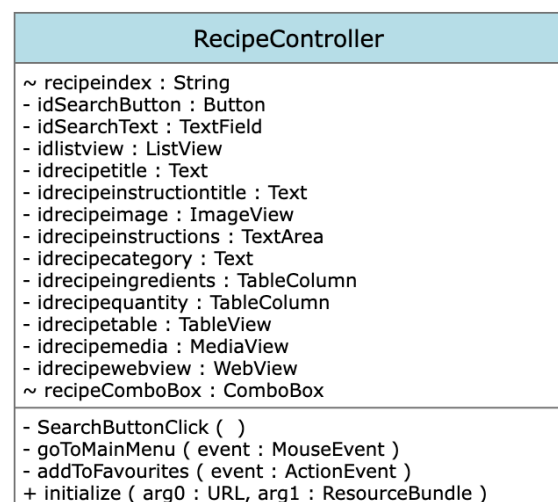 RecipeController
~ recipeindex : String
- idSearchButton : Button
- idSearchText : TextField
- idlistview : ListView
- idrecipetitle : Text
- idrecipeinstructiontitle : Text
- idrecipeimage : ImageView
- idrecipeinstructions : TextArea
- idrecipecategory : Text
- idrecipeingredients : TableColumn
- idrecipequantity : TableColumn
- idrecipetable : TableView
- idrecipemedia : MediaView
- idrecipewebview : WebView
~ recipeComboBox : ComboBox
- SearchButtonClick ( )
- goToMainMenu ( event : MouseEvent )
- addToFavourites ( event : ActionEvent )
+ initialize ( arg0 : URL, arg1 : ResourceBundle )